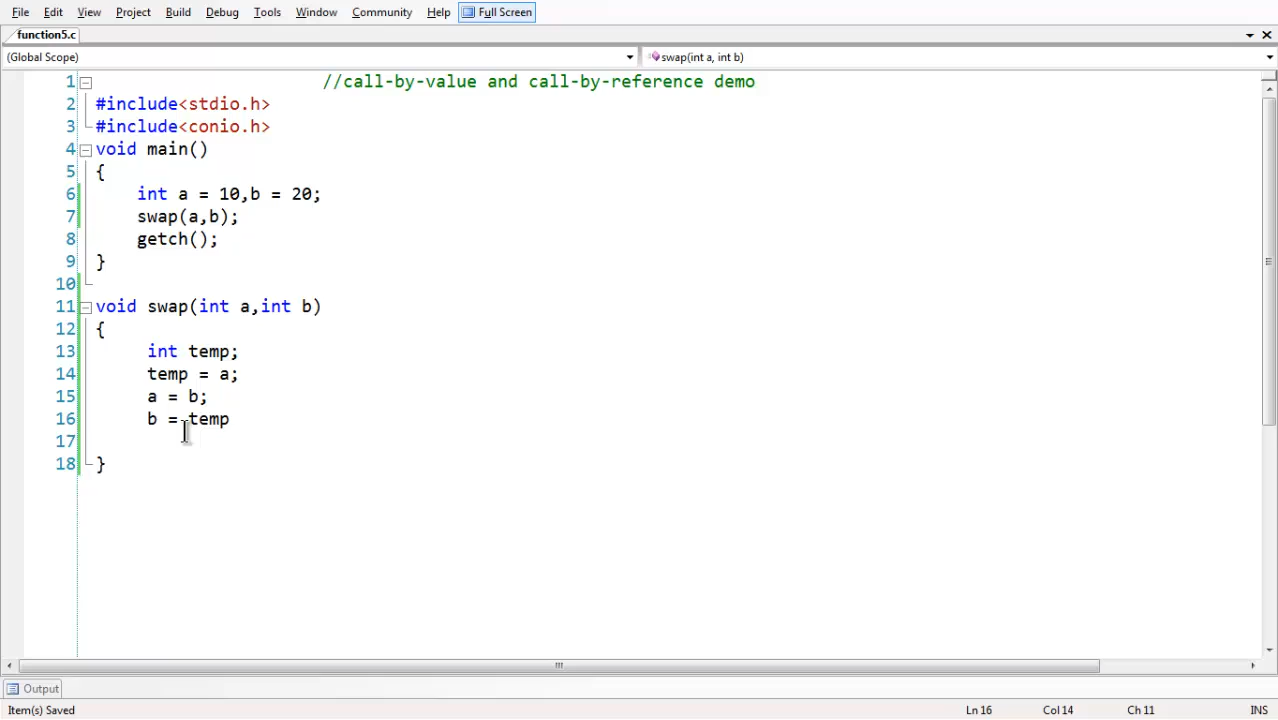 File Edit View Project Build Debug Tools Window Community Help Full Screen
function5.c
(Global Scope) swap(int a, int b)
1 //call-by-value and call-by-reference demo
2 #include<stdio.h>
3 #include<conio.h>
4 void main()
5 {
6 int a = 10,b = 20;
7 swap(a,b);
8 getch();
9 }
10
11 void swap(int a,int b)
12 {
13 int temp;
14 temp = a;
15 a = b;
16 b = temp
17
18 }
Output
Item(s) Saved Ln 16 Col 14 Ch 11 INS